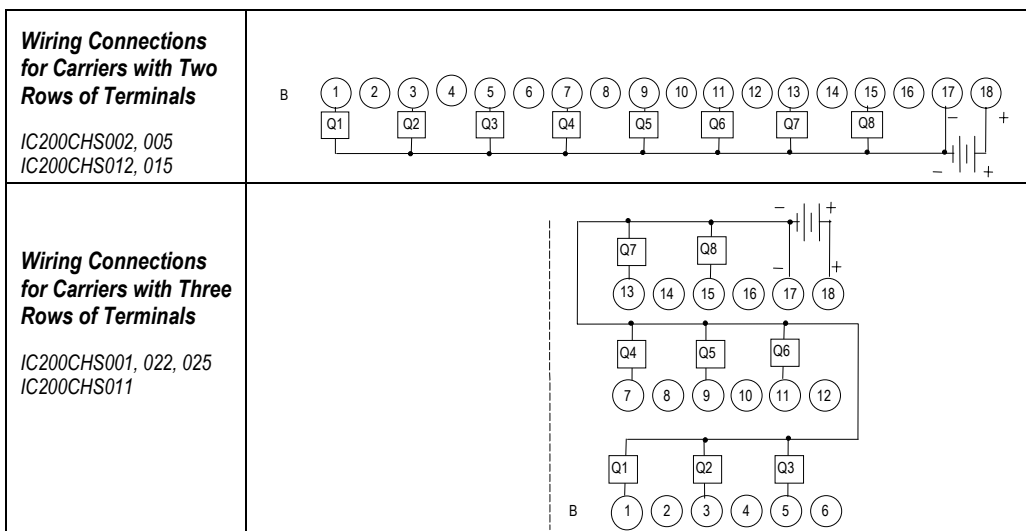 Wiring Connections
for Carriers with Two
Rows of Terminals
IC200CHS002, 005
IC200CHS012, 015
B 1 2 3 4 5 6 7 8 9 10 11 12 13 14 15 16 17 18
Q1 Q2 Q3 Q4 Q5 Q6 Q7 Q8 – +
– +
Wiring Connections
for Carriers with Three
Rows of Terminals
IC200CHS001, 022, 025
IC200CHS011
– +
Q7 Q8
– +
13 14 15 16 17 18
Q4 Q5 Q6
7 8 9 10 11 12
Q1 Q2 Q3
B 1 2 3 4 5 6